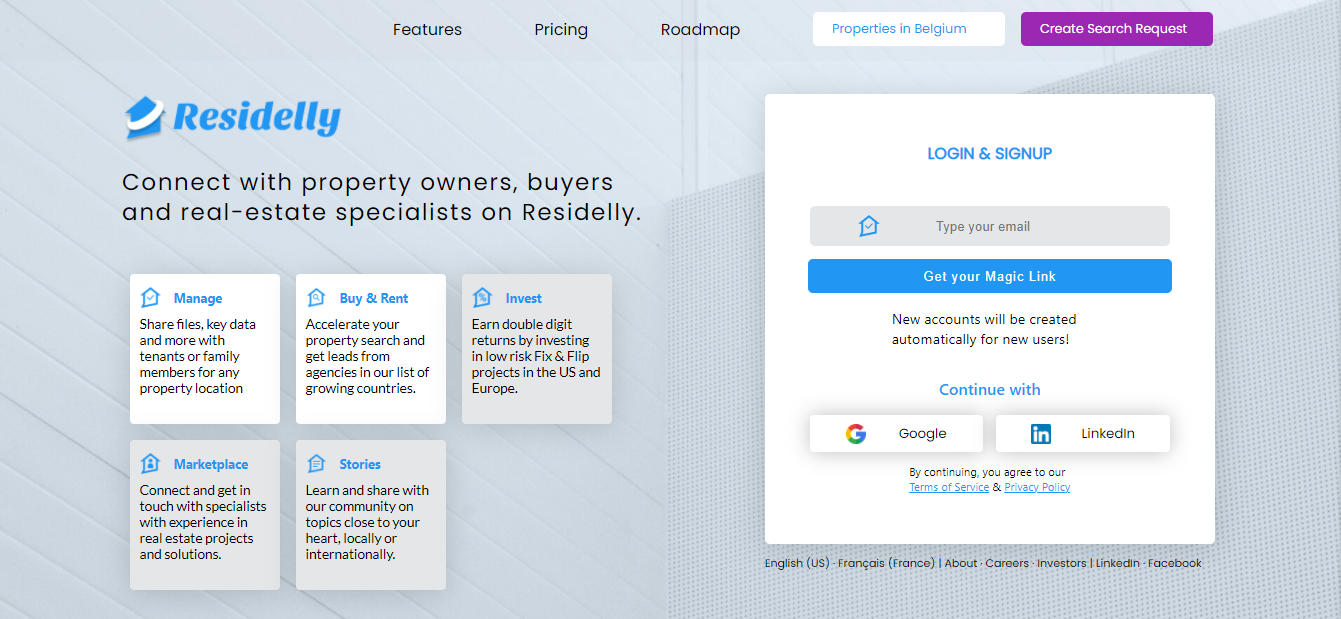 Features
Pricing
Roadmap
Properties in Belgium
Create Search Request
Residelly
Connect with property owners, buyers
and real-estate specialists on Residelly.
Manage
Share files, key data
and more with
tenants or family
members for any
property location
Buy & Rent
Accelerate your
property search and
get leads from
agencies in our list of
growing countries.
Invest
Earn double digit
returns by investing
in low risk Fix & Flip
projects in the US and
Europe.
Marketplace
Connect and get in
touch with specialists
with experience in
real estate projects
and solutions.
Stories
Learn and share with
our community on
topics close to your
heart, locally or
internationally.
LOGIN & SIGNUP
Type your email
Get your Magic Link
New accounts will be created
automatically for new users!
Continue with
Google
LinkedIn
By continuing, you agree to our
Terms of Service & Privacy Policy
English (US) · Français (France) | About · Careers · Investors | LinkedIn · Facebook